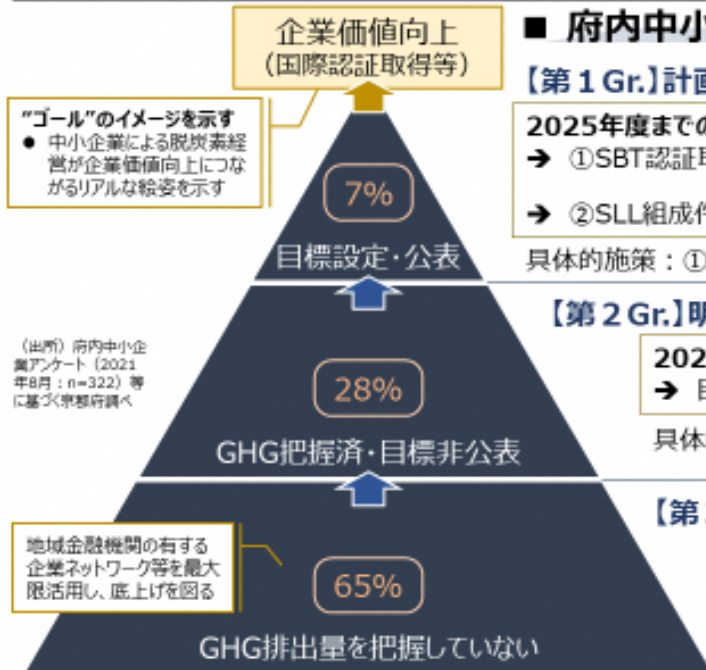 企業価値向上
（国際認証取得等）
■ 府内中小
【第１Gr.】計画
"ゴール"のイメージを示す
● 中小企業による脱炭素経
営が企業価値向上につな
がるリアルな絵姿を示す
2025年度までの
➔ ①SBT認証取
➔ ②SLL組成件
具体的施策：①
7%
目標設定・公表
【第２Gr.】明
（出所）府内中小企
業アンケート（2021
年8月：n=322）等
に基づく京都府調べ
202
➔ 目
具体
28%
GHG把握済・目標非公表
【第
地域金融機関の有する
企業ネットワーク等を最大
限活用し、底上げを図る
65%
GHG排出量を把握していない